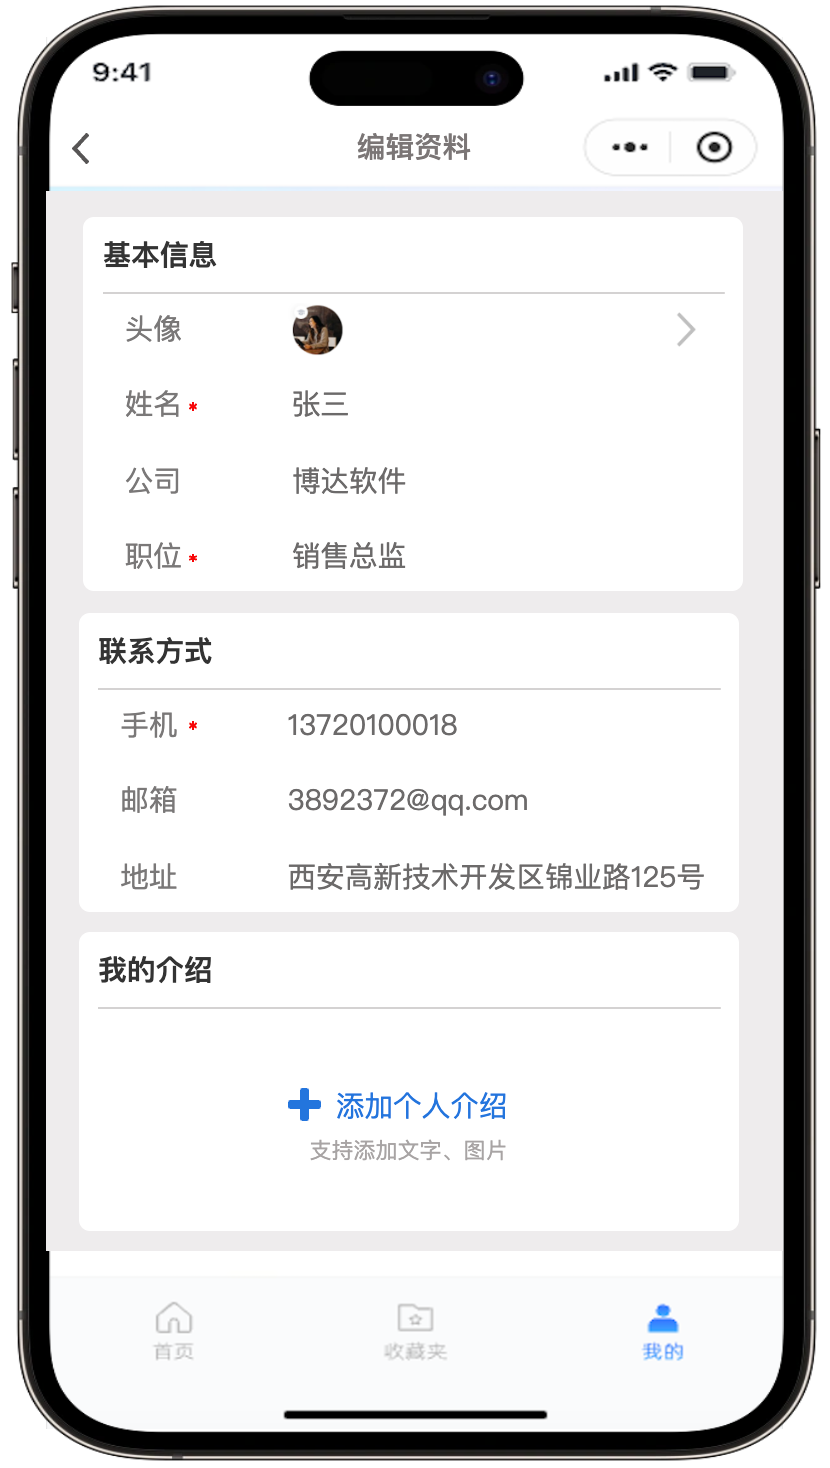 9:41
编辑资料
基本信息
头像
姓名* 张三
公司 博达软件
职位* 销售总监
联系方式
手机* 13720100018
邮箱 3892372@qq.com
地址 西安高新技术开发区锦业路125号
我的介绍
添加个人介绍
支持添加文字、图片
首页 收藏夹 我的